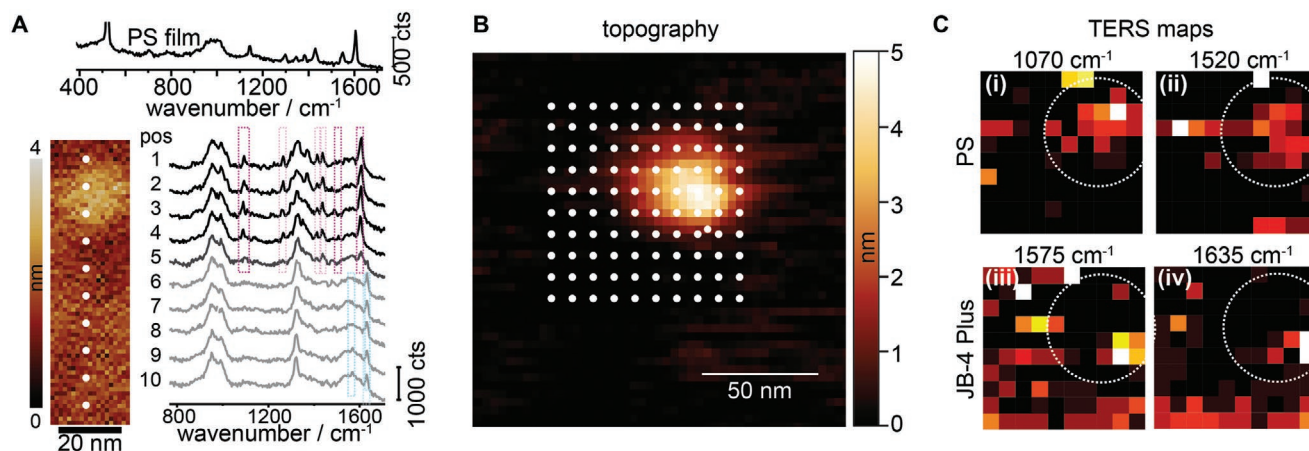 A
PS film
500 cts
400 800 1200 1600
wavenumber / cm-1
pos
4
nm
0
20 nm
1
2
3
4
5
6
7
8
9
10
800 1200 1600
wavenumber / cm-1
1000 cts
B
topography
50 nm
5
4
3
2
1
0
nm
C
TERS maps
1070 cm-1 1520 cm-1
(i) (ii)
PS
1575 cm-1 1635 cm-1
(iii) (iv)
JB-4 Plus